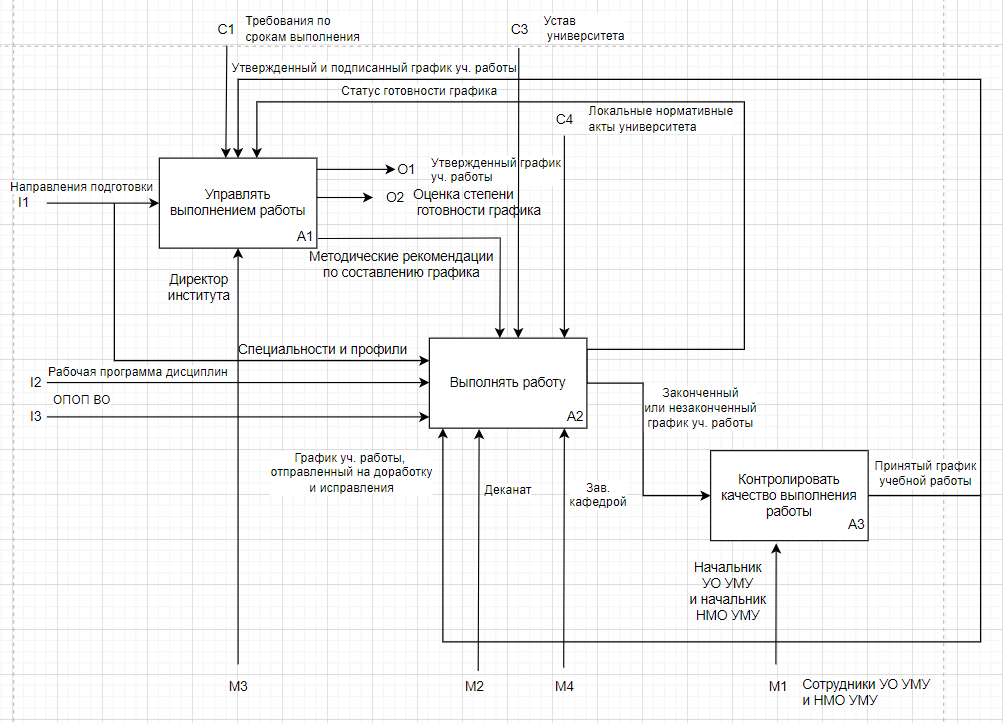 C1
Требования по
срокам выполнения
C3
Устав
университета
Утвержденный и подписанный график уч. работы
Статус готовности графика
C4
Локальные нормативные
акты университета
Направления подготовки
I1
Управлять
выполнением работы
A1
O1
Утвержденный график
уч. работы
O2
Оценка степени
готовности графика
Методические рекомендации
по составлению графика
Директор
института
Специальности и профили
I2
Рабочая программа дисциплин
I3
ОПОП ВО
Выполнять работу
A2
Законченный
или незаконченный
график уч. работы
График уч. работы,
отправленный на доработку
и исправления
Деканат
Зав.
кафедрой
Контролировать
качество выполнения
работы
A3
Принятый график
учебной работы
Начальник
УО УМУ
и начальник
НМО УМУ
M3
M2
M4
M1
Сотрудники УО УМУ
и НМО УМУ